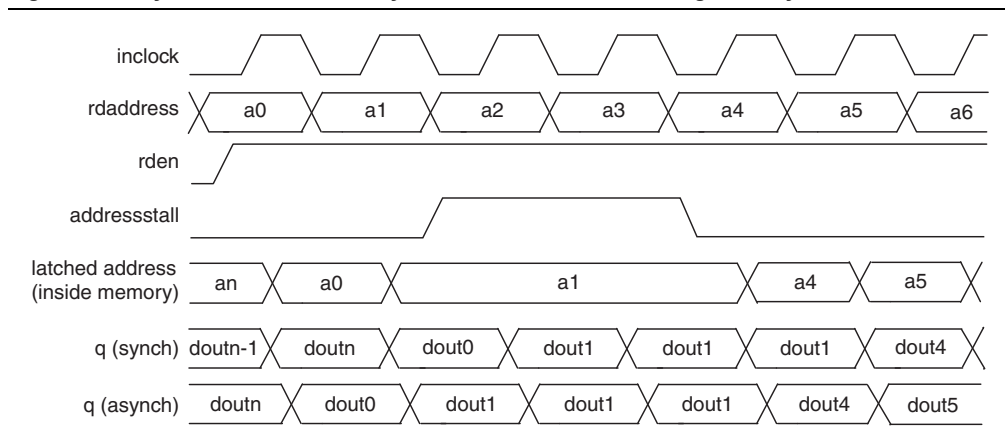 inclock
rdaddress a0 a1 a2 a3 a4 a5 a6
rden
addressstall
latched address
(inside memory) an a0 a1 a4 a5
q (synch) doutn-1 doutn dout0 dout1 dout1 dout1 dout4
q (asynch) doutn dout0 dout1 dout1 dout1 dout4 dout5